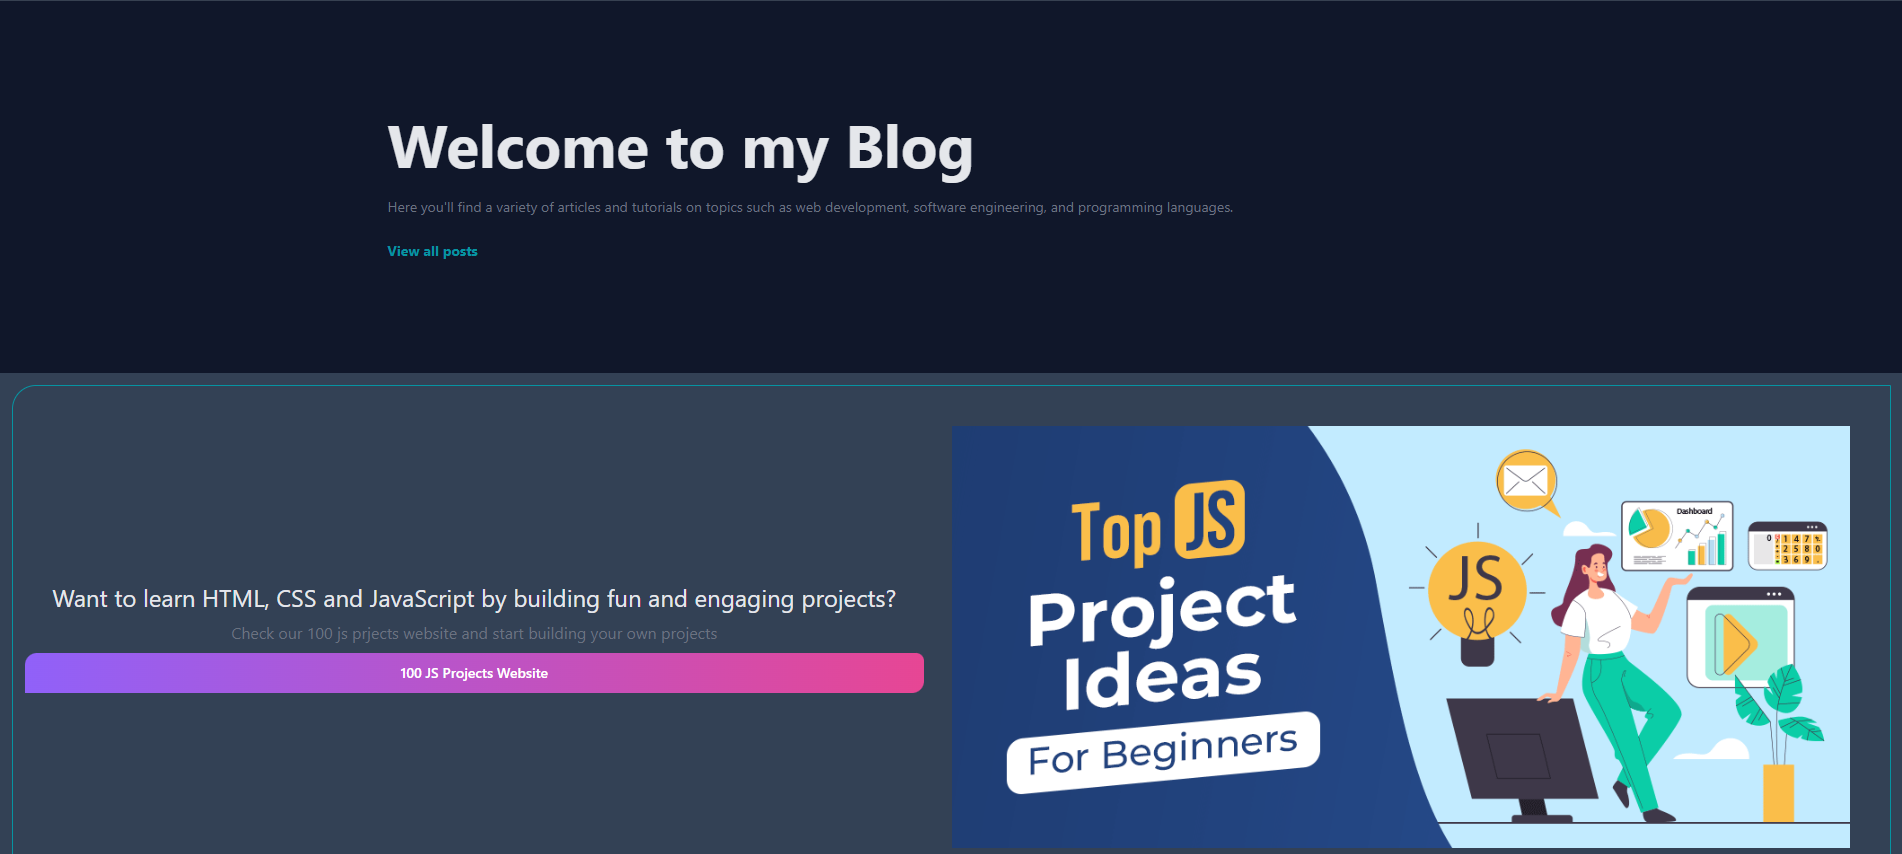 Welcome to my Blog
Here you'll find a variety of articles and tutorials on topics such as web development, software engineering, and programming languages.
View all posts
Want to learn HTML, CSS and JavaScript by building fun and engaging projects?
Check our 100 js prjects website and start building your own projects
100 JS Projects Website
Top JS
Project
Ideas
For Beginners
JS
Dashboard
0 1 4 7 %
2 5 8 0
3 6 9